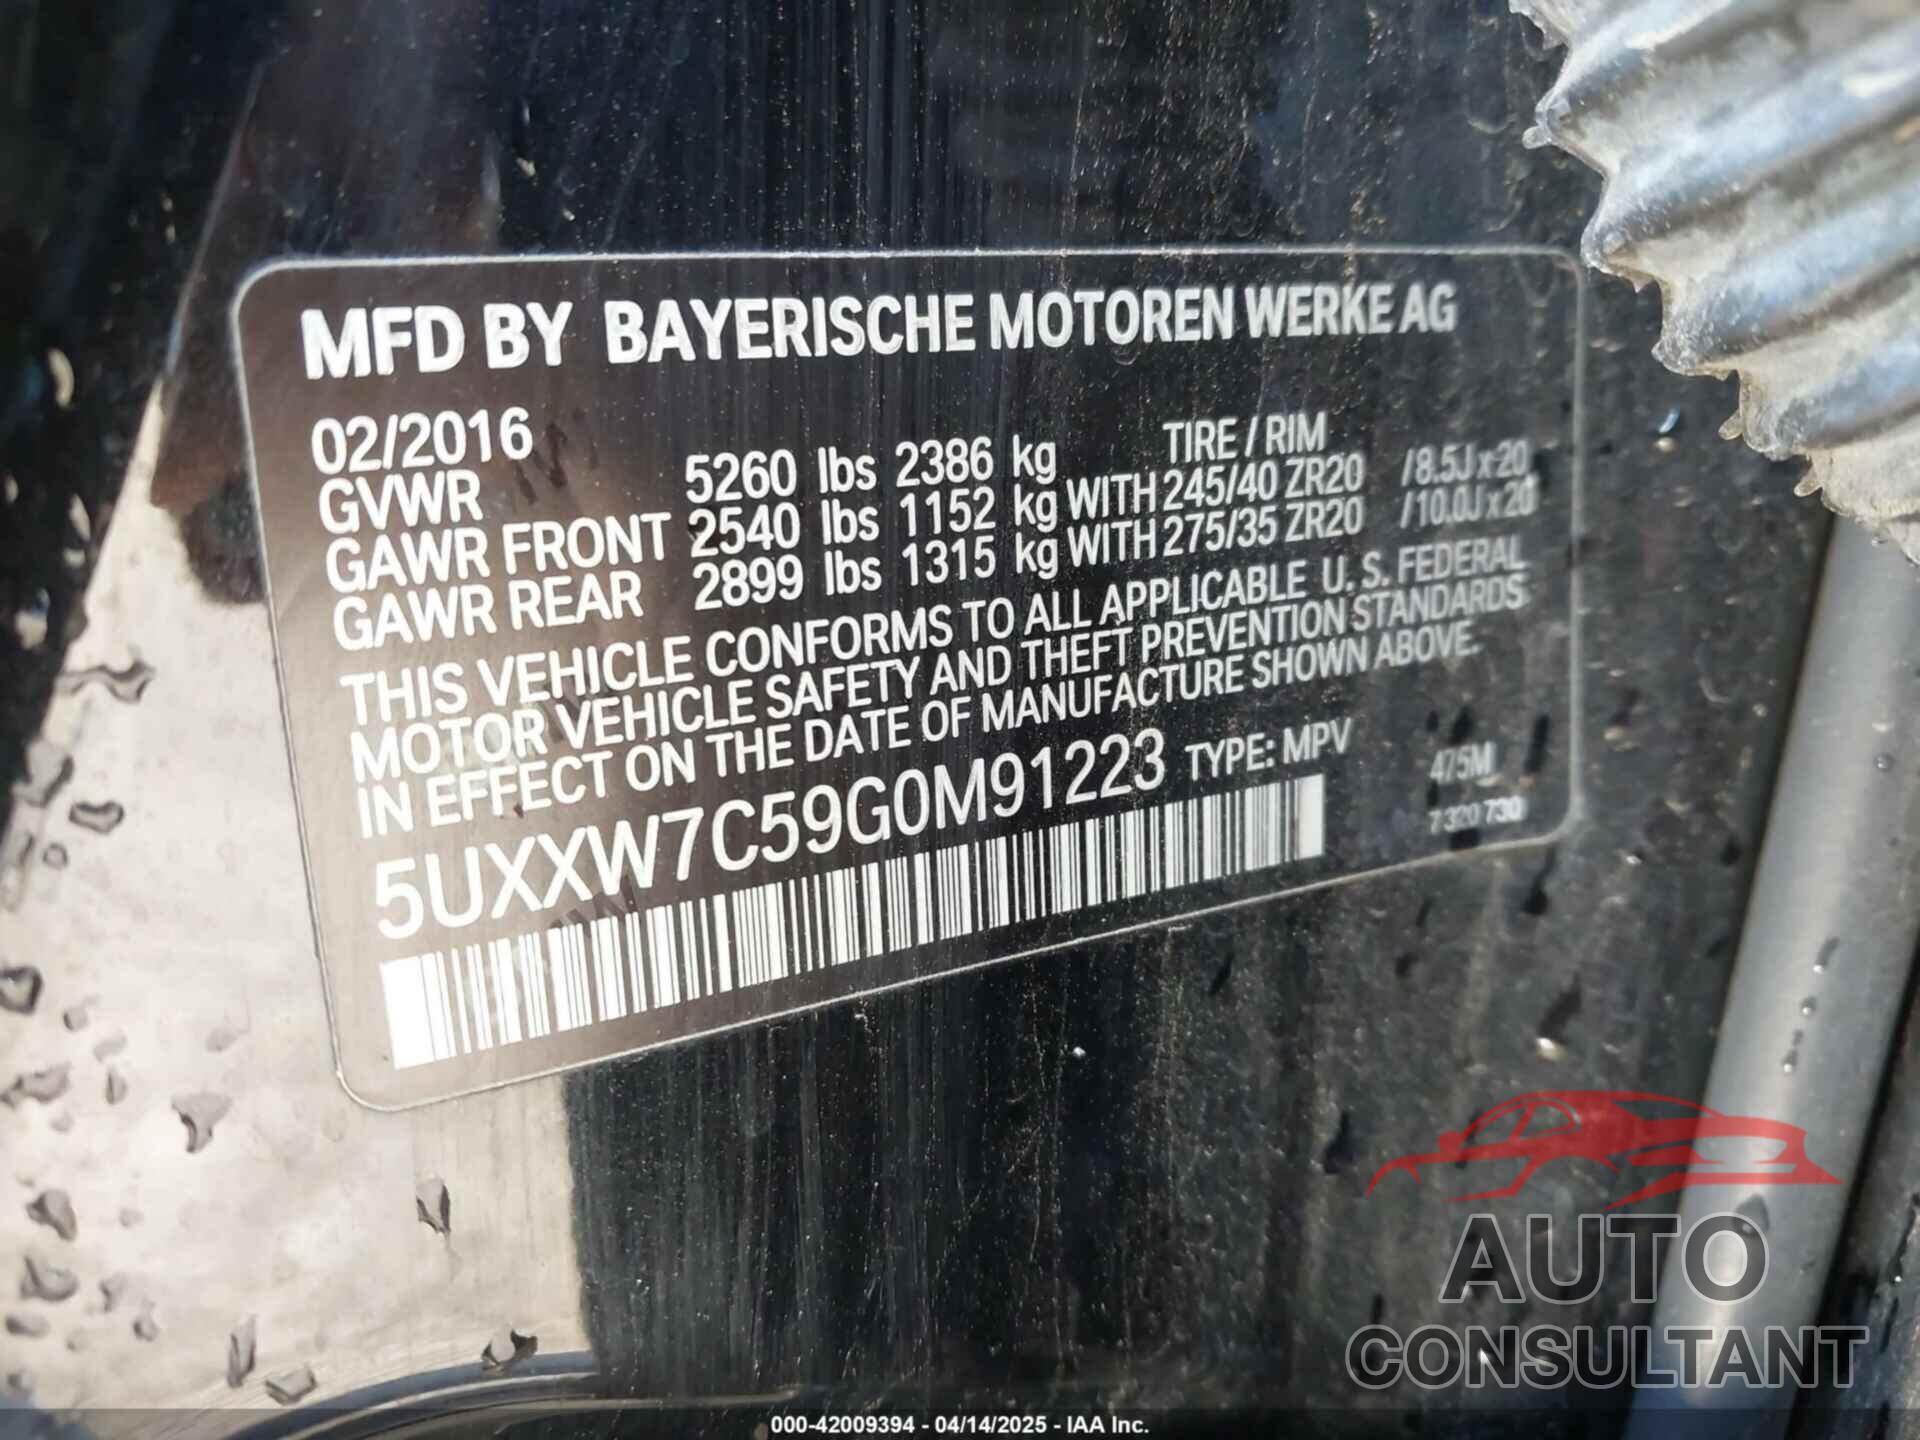 MFD BY BAYERISCHE MOTOREN WERKE AG
02/2016 TIRE / RIM
GVWR 5260 lbs 2386 kg
GAWR FRONT 2540 lbs 1152 kg WITH 245/40 ZR20 /8.5J x 20
GAWR REAR 2899 lbs 1315 kg WITH 275/35 ZR20 /10.0J x 20
THIS VEHICLE CONFORMS TO ALL APPLICABLE U.S. FEDERAL
MOTOR VEHICLE SAFETY AND THEFT PREVENTION STANDARDS
IN EFFECT ON THE DATE OF MANUFACTURE SHOWN ABOVE.
5UXXW7C59G0M91223 TYPE: MPV 475M
7 320 730
AUTO
CONSULTANT
000-42009394 - 04/14/2025 - IAA Inc.